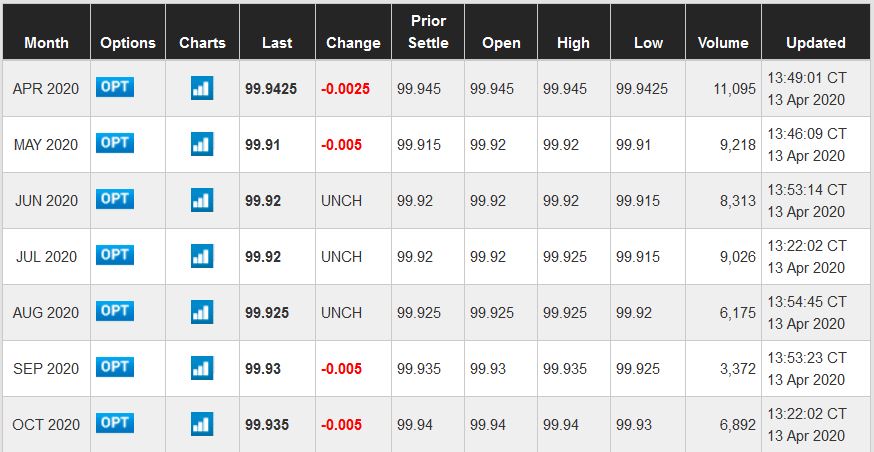 Month Options Charts Last Change Prior Settle Open High Low Volume Updated
APR 2020 OPT 99.9425 -0.0025 99.945 99.945 99.945 99.9425 11,095 13:49:01 CT 13 Apr 2020
MAY 2020 OPT 99.91 -0.005 99.915 99.92 99.92 99.91 9,218 13:46:09 CT 13 Apr 2020
JUN 2020 OPT 99.92 UNCH 99.92 99.92 99.92 99.915 8,313 13:53:14 CT 13 Apr 2020
JUL 2020 OPT 99.92 UNCH 99.92 99.92 99.925 99.915 9,026 13:22:02 CT 13 Apr 2020
AUG 2020 OPT 99.925 UNCH 99.925 99.925 99.925 99.92 6,175 13:54:45 CT 13 Apr 2020
SEP 2020 OPT 99.93 -0.005 99.935 99.93 99.935 99.925 3,372 13:53:23 CT 13 Apr 2020
OCT 2020 OPT 99.935 -0.005 99.94 99.94 99.94 99.93 6,892 13:22:02 CT 13 Apr 2020